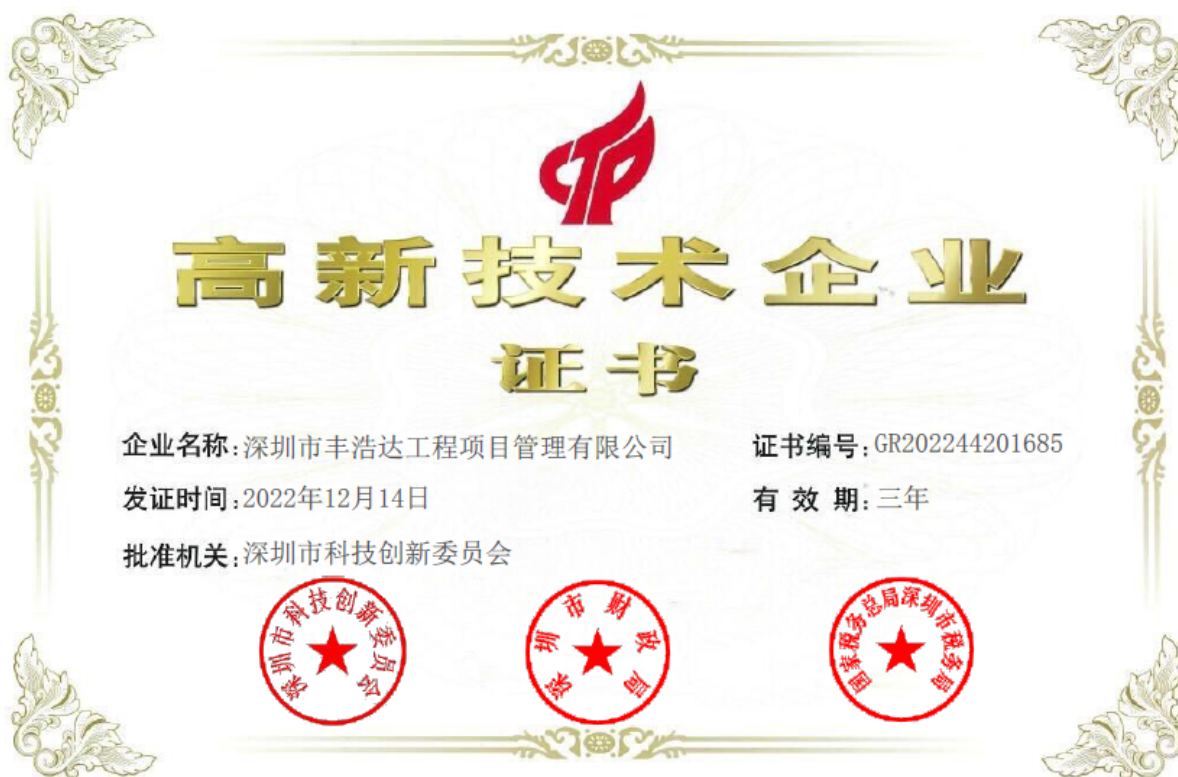 CTP
高新技术企业
证书
企业名称:深圳市丰浩达工程项目管理有限公司 证书编号:GR202244201685
发证时间:2022年12月14日 有效期:三年
批准机关:深圳市科技创新委员会
深圳市科技创新委员会
深圳市财政局
国家税务总局深圳市税务局